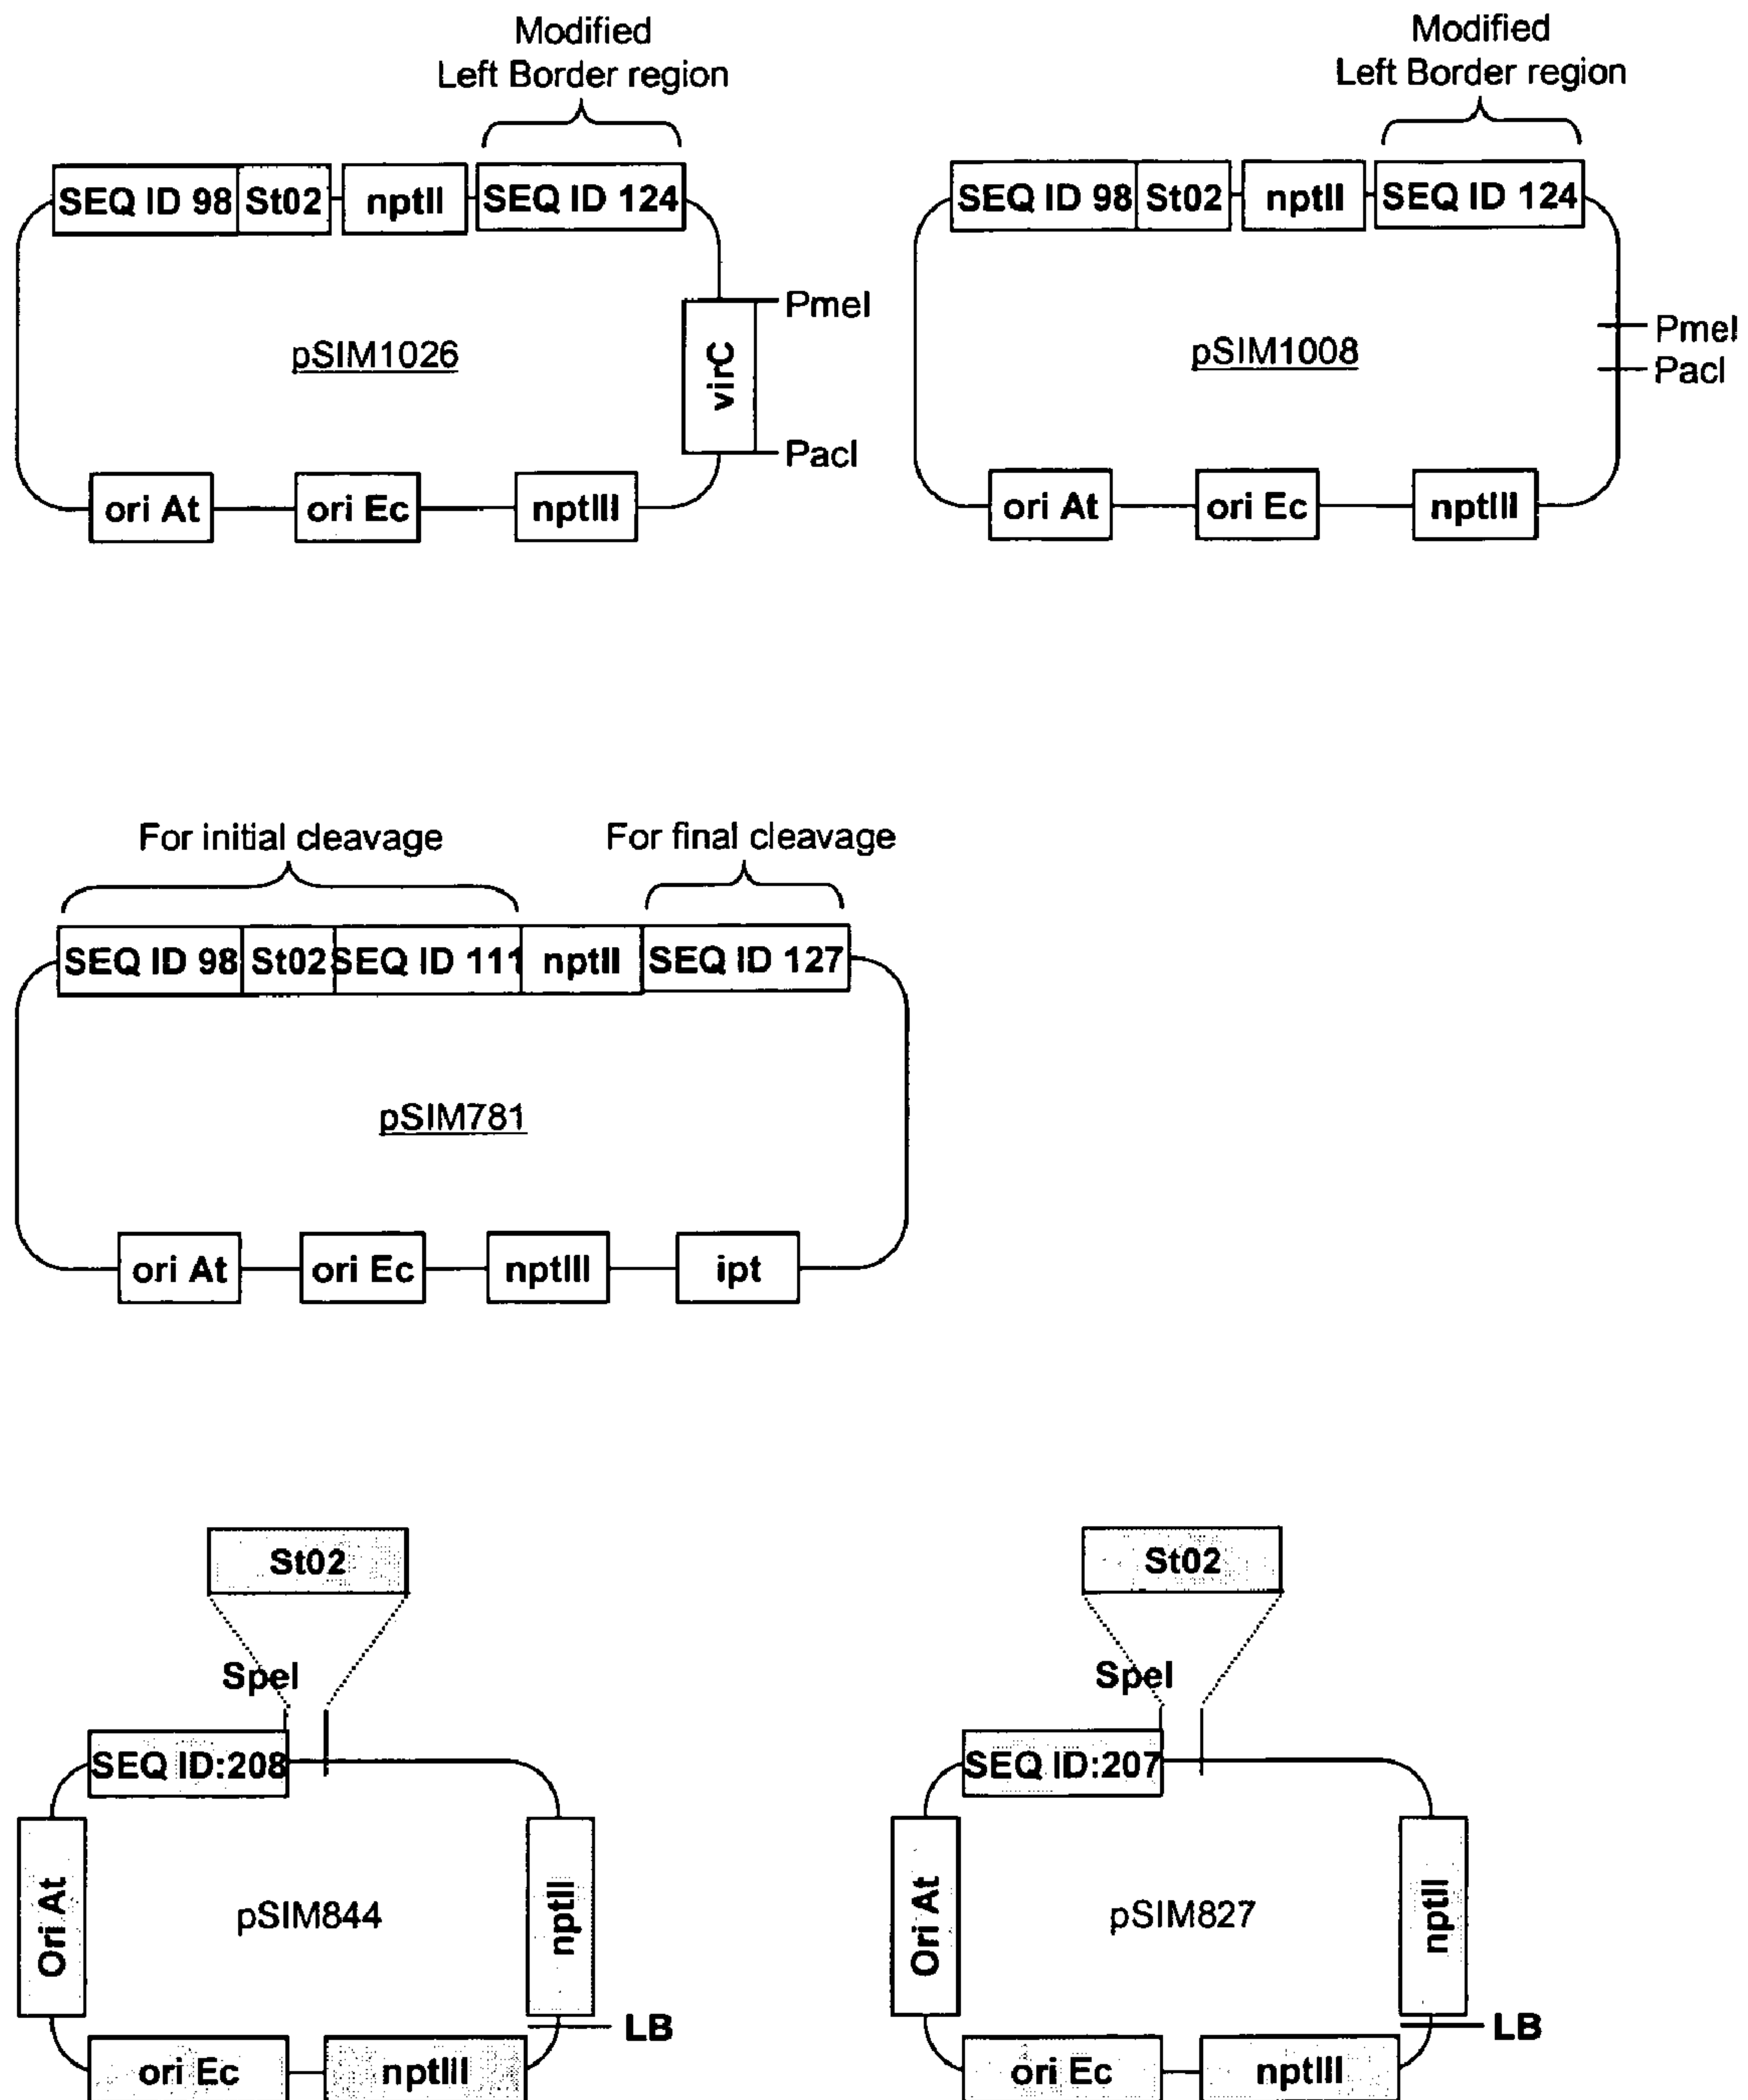 Modified
Left Border region
SEQ ID 98 St02 nptII SEQ ID 124
PmeI
pSIM1026
virC
PacI
ori At ori Ec nptIII
Modified
Left Border region
SEQ ID 98 St02 nptII SEQ ID 124
PmeI
pSIM1008
PacI
ori At ori Ec nptIII
For initial cleavage For final cleavage
SEQ ID 98 St02 SEQ ID 111 nptII SEQ ID 127
pSIM781
ori At ori Ec nptIII ipt
St02
SpeI
SEQ ID:208
Ori At
pSIM844
nptII
LB
ori Ec nptIII
St02
SpeI
SEQ ID:207
Ori At
pSIM827
nptII
LB
ori Ec nptIII